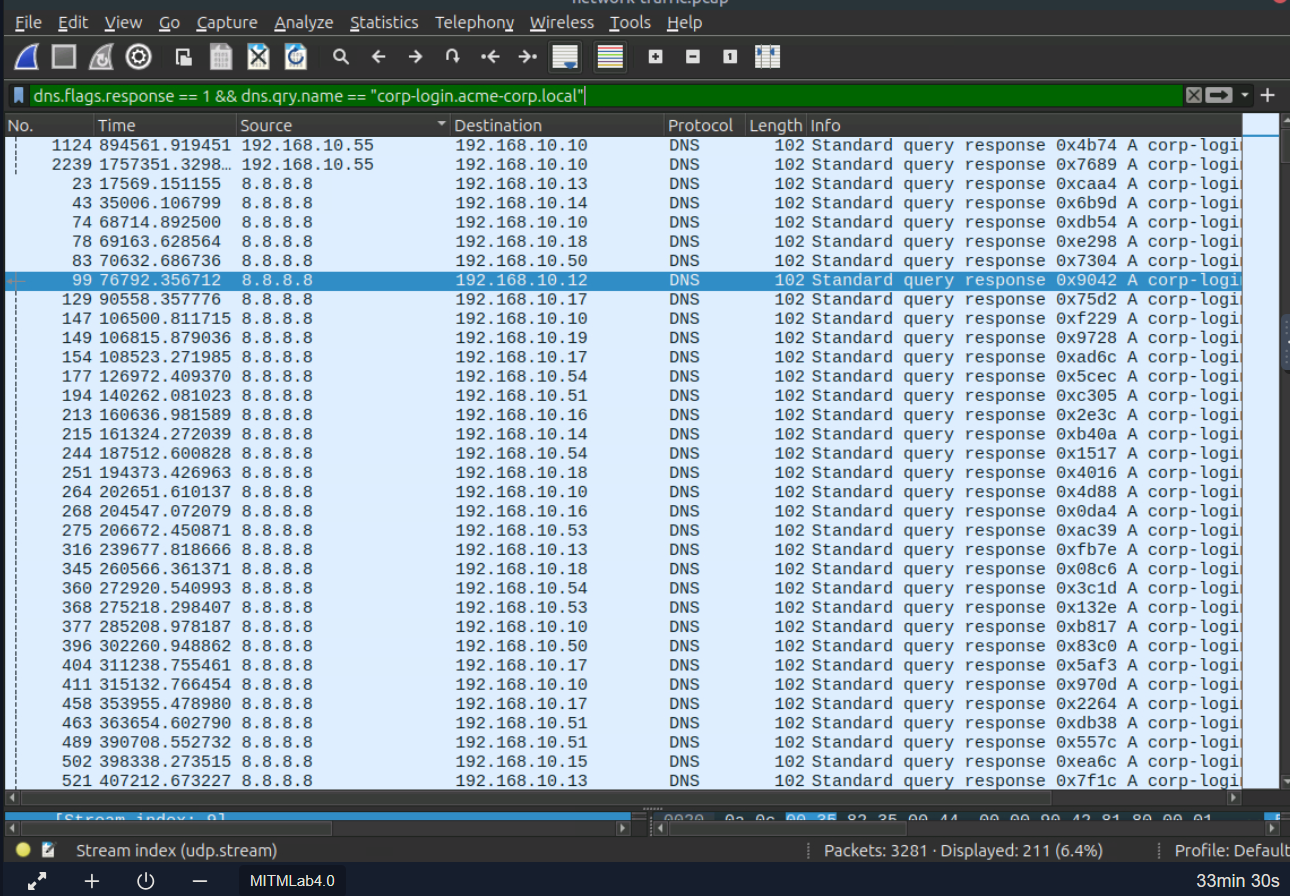 network-traffic.pcap
File Edit View Go Capture Analyze Statistics Telephony Wireless Tools Help
dns.flags.response == 1 && dns.qry.name == "corp-login.acme-corp.local"
No. Time Source Destination Protocol Length Info
1124 894561.919451 192.168.10.55 192.168.10.10 DNS 102 Standard query response 0x4b74 A corp-logi
2239 1757351.3298… 192.168.10.55 192.168.10.10 DNS 102 Standard query response 0x7689 A corp-logi
23 17569.151155 8.8.8.8 192.168.10.13 DNS 102 Standard query response 0xcaa4 A corp-logi
43 35006.106799 8.8.8.8 192.168.10.14 DNS 102 Standard query response 0x6b9d A corp-logi
74 68714.892500 8.8.8.8 192.168.10.10 DNS 102 Standard query response 0xdb54 A corp-logi
78 69163.628564 8.8.8.8 192.168.10.18 DNS 102 Standard query response 0xe298 A corp-logi
83 70632.686736 8.8.8.8 192.168.10.50 DNS 102 Standard query response 0x7304 A corp-logi
99 76792.356712 8.8.8.8 192.168.10.12 DNS 102 Standard query response 0x9042 A corp-logi
129 90558.357776 8.8.8.8 192.168.10.17 DNS 102 Standard query response 0x75d2 A corp-logi
147 106500.811715 8.8.8.8 192.168.10.10 DNS 102 Standard query response 0xf229 A corp-logi
149 106815.879036 8.8.8.8 192.168.10.19 DNS 102 Standard query response 0x9728 A corp-logi
154 108523.271985 8.8.8.8 192.168.10.17 DNS 102 Standard query response 0xad6c A corp-logi
177 126972.409370 8.8.8.8 192.168.10.54 DNS 102 Standard query response 0x5cec A corp-logi
194 140262.081023 8.8.8.8 192.168.10.51 DNS 102 Standard query response 0xc305 A corp-logi
213 160636.981589 8.8.8.8 192.168.10.16 DNS 102 Standard query response 0x2e3c A corp-logi
215 161324.272039 8.8.8.8 192.168.10.14 DNS 102 Standard query response 0xb40a A corp-logi
244 187512.600828 8.8.8.8 192.168.10.54 DNS 102 Standard query response 0x1517 A corp-logi
251 194373.426963 8.8.8.8 192.168.10.18 DNS 102 Standard query response 0x4016 A corp-logi
264 202651.610137 8.8.8.8 192.168.10.10 DNS 102 Standard query response 0x4d88 A corp-logi
268 204547.072079 8.8.8.8 192.168.10.16 DNS 102 Standard query response 0x0da4 A corp-logi
275 206672.450871 8.8.8.8 192.168.10.53 DNS 102 Standard query response 0xac39 A corp-logi
316 239677.818666 8.8.8.8 192.168.10.13 DNS 102 Standard query response 0xfb7e A corp-logi
345 260566.361371 8.8.8.8 192.168.10.18 DNS 102 Standard query response 0x08c6 A corp-logi
360 272920.540993 8.8.8.8 192.168.10.54 DNS 102 Standard query response 0x3c1d A corp-logi
368 275218.298407 8.8.8.8 192.168.10.53 DNS 102 Standard query response 0x132e A corp-logi
377 285208.978187 8.8.8.8 192.168.10.10 DNS 102 Standard query response 0xb817 A corp-logi
396 302260.948862 8.8.8.8 192.168.10.50 DNS 102 Standard query response 0x83c0 A corp-logi
404 311238.755461 8.8.8.8 192.168.10.17 DNS 102 Standard query response 0x5af3 A corp-logi
411 315132.766454 8.8.8.8 192.168.10.10 DNS 102 Standard query response 0x970d A corp-logi
458 353955.478980 8.8.8.8 192.168.10.17 DNS 102 Standard query response 0x2264 A corp-logi
463 363654.602790 8.8.8.8 192.168.10.51 DNS 102 Standard query response 0xdb38 A corp-logi
489 390708.552732 8.8.8.8 192.168.10.51 DNS 102 Standard query response 0x557c A corp-logi
502 398338.273515 8.8.8.8 192.168.10.15 DNS 102 Standard query response 0xea6c A corp-logi
521 407212.673227 8.8.8.8 192.168.10.13 DNS 102 Standard query response 0x7f1c A corp-logi
[Stream index: 9] 0020 0a 0c 00 35 82 35 00 44 00 00 90 42 81 80 00 01
Stream index (udp.stream) Packets: 3281 · Displayed: 211 (6.4%) Profile: Default
MITMLab4.0 33min 30s